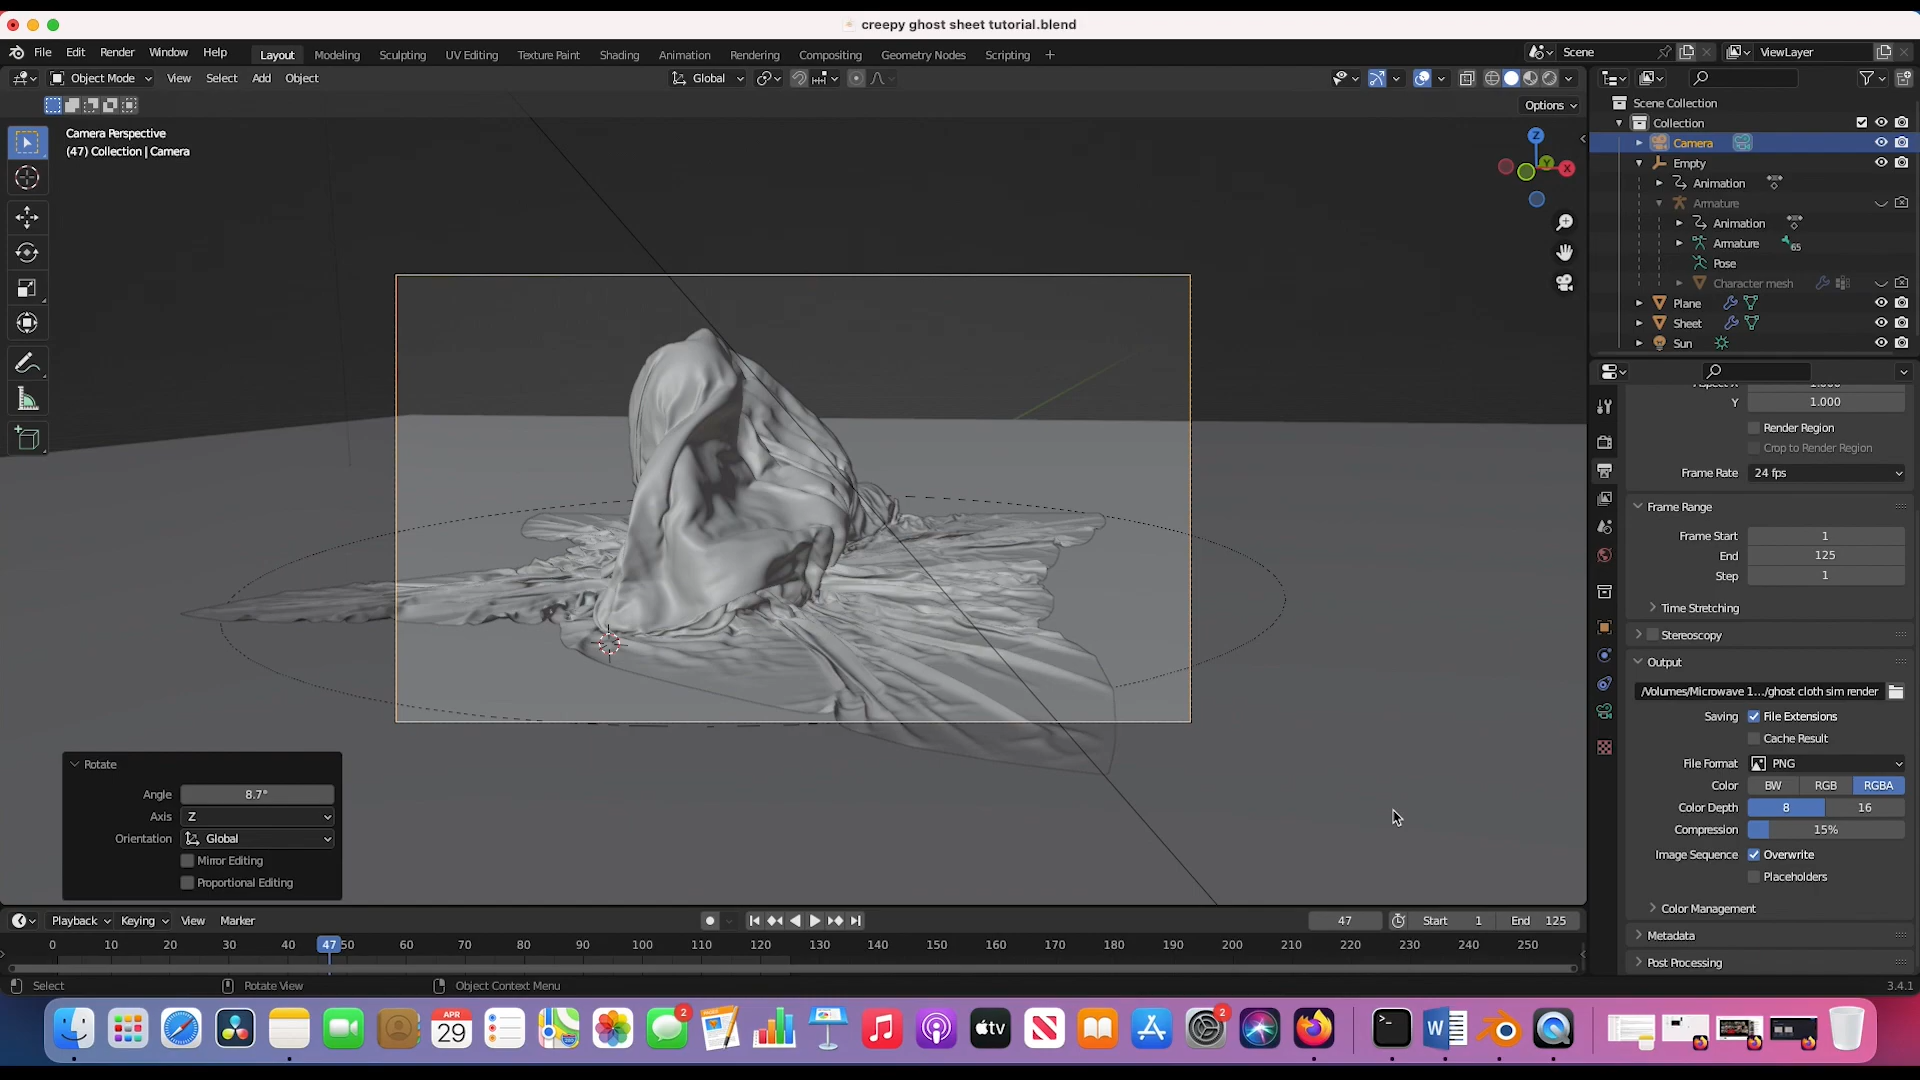 creepy ghost sheet tutorial.blend
File Edit Render Window Help Layout Modeling Sculpting UV Editing Texture Paint Shading Animation Rendering Compositing Geometry Nodes Scripting + Scene ViewLayer
Object Mode View Select Add Object Global
Options
Camera Perspective
(47) Collection | Camera
Z
Y
X
Scene Collection
Collection
Camera
Empty
Animation
Armature
Animation
Armature 65
Pose
Character mesh
Plane
Sheet
Sun
Y 1.000
Render Region
Crop to Render Region
Frame Rate 24 fps
Frame Range
Frame Start 1
End 125
Step 1
Time Stretching
Stereoscopy
Output
/Volumes/Microwave 1.../ghost cloth sim render
Saving File Extensions
Cache Result
File Format PNG
Color BW RGB RGBA
Color Depth 8 16
Compression 15%
Image Sequence Overwrite
Placeholders
Color Management
Metadata
Post Processing
Rotate
Angle 8.7°
Axis Z
Orientation Global
Mirror Editing
Proportional Editing
Playback Keying View Marker 47 Start 1 End 125
0 10 20 30 40 47 50 60 70 80 90 100 110 120 130 140 150 160 170 180 190 200 210 220 230 240 250
Select Rotate View Object Context Menu 3.4.1
APR
29
2
tv
2